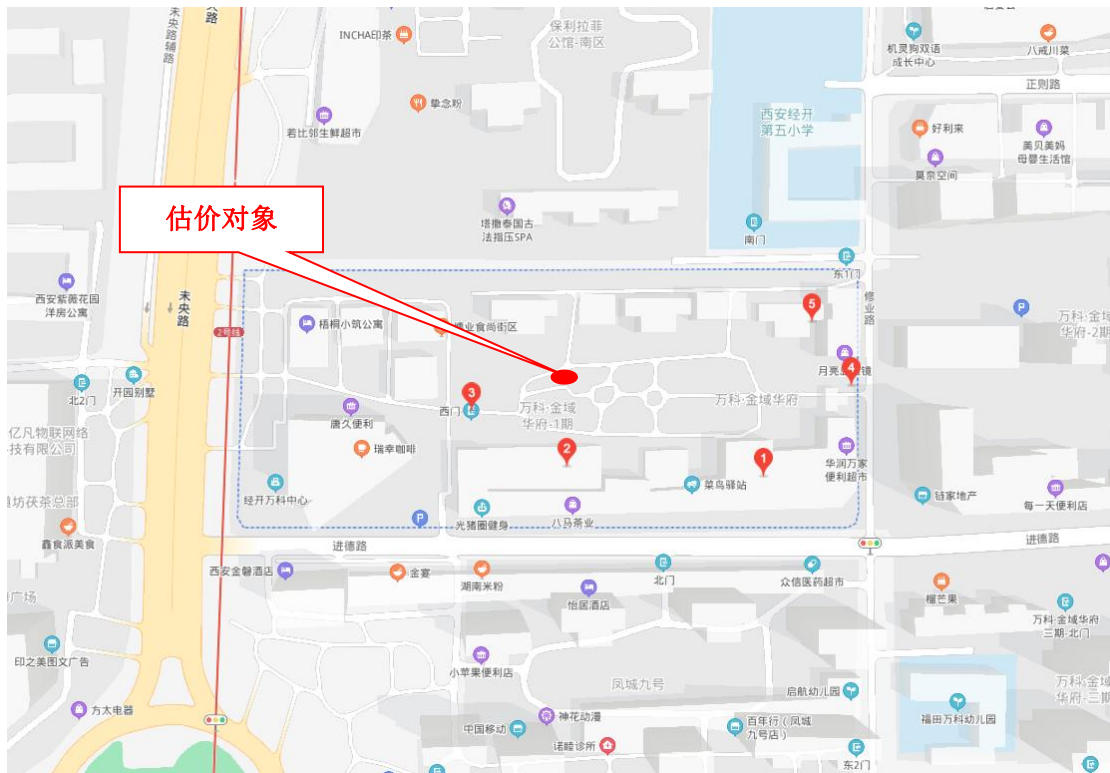 未央路辅路
央路
INCHA印茶
保利拉菲
公馆-南区
机灵狗双语
成长中心
八戒川菜
正则路
挚念粉
若比邻生鲜超市
西安经开
第五小学
好利来
莫奈空间
美贝美妈
母婴生活馆
估价对象
塔撒泰国古
法指压SPA
南门
东1门
西安紫薇花园
洋房公寓
未央路
2号线
梧桐小筑公寓
博业食尚街区
5
修业路
P
万科·金域
华府-2期
月亮
镜
4
北2门
开园别墅
3
西门
唐久便利
万科·金域
华府-1期
万科·金域华府
亿凡物联网络
科技有限公司
瑞幸咖啡
2
1
华润万家
便利超市
菜鸟驿站
链家地产
每一天便利店
坊茯茶总部
经开万科中心
P
光猪圈健身
八马茶业
鑫食派美食
进德路
进德路
西安金磐酒店
金宴
湖南米粉
北门
怡居酒店
众信医药超市
榴芒果
万科·金域华府
三期-北门
广场
印之美图文广告
小苹果便利店
凤城九号
启航幼儿园
万科·金域
华府-三期
方太电器
中国移动
神花动漫
诺睦诊所
百年行（凤城
九号店）
福田万科幼儿园
东2门